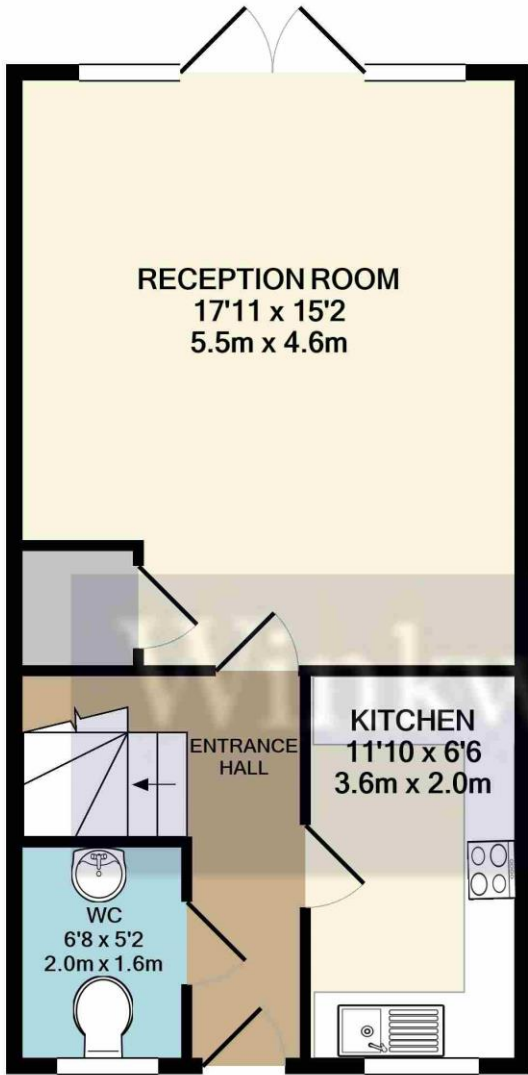 RECEPTION ROOM
17'11 x 15'2
5.5m x 4.6m
KITCHEN
11'10 x 6'6
3.6m x 2.0m
ENTRANCE
HALL
WC
6'8 x 5'2
2.0m x 1.6m